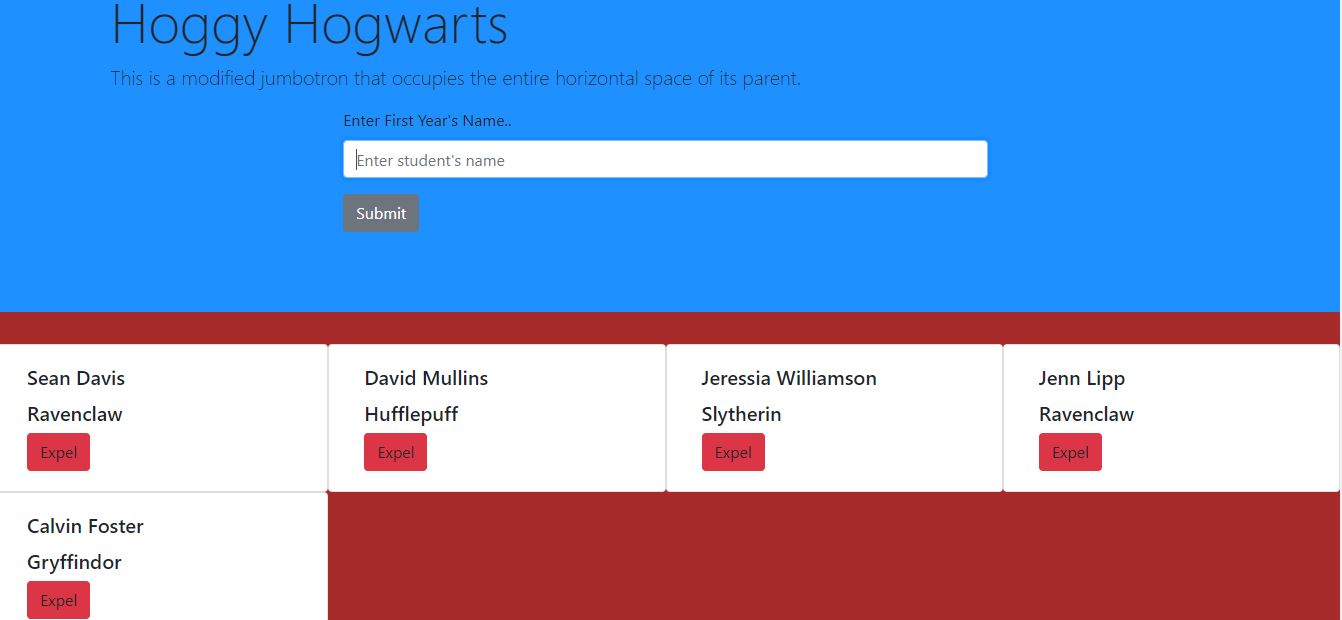 Hoggy Hogwarts
This is a modified jumbotron that occupies the entire horizontal space of its parent.
Enter First Year's Name..
Enter student's name
Submit
Sean Davis
Ravenclaw
Expel
David Mullins
Hufflepuff
Expel
Jeressia Williamson
Slytherin
Expel
Jenn Lipp
Ravenclaw
Expel
Calvin Foster
Gryffindor
Expel